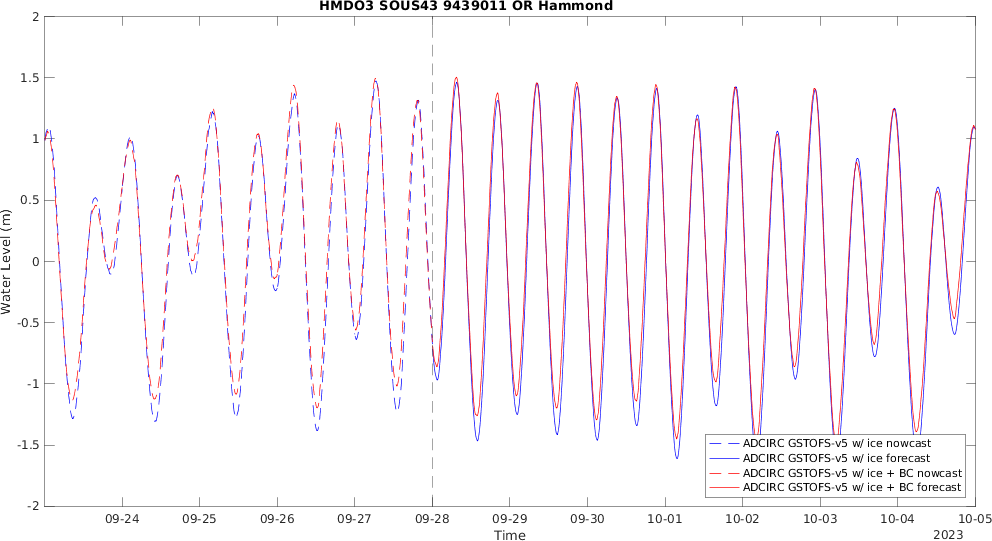 HMDO3 SOUS43 9439011 OR Hammond
2
1.5
1
0.5
0
-0.5
-1
-1.5
-2
Water Level (m)
ADCIRC GSTOFS-v5 w/ ice nowcast
ADCIRC GSTOFS-v5 w/ ice forecast
ADCIRC GSTOFS-v5 w/ ice + BC nowcast
ADCIRC GSTOFS-v5 w/ ice + BC forecast
09-24 09-25 09-26 09-27 09-28 09-29 09-30 10-01 10-02 10-03 10-04 10-05
Time
2023